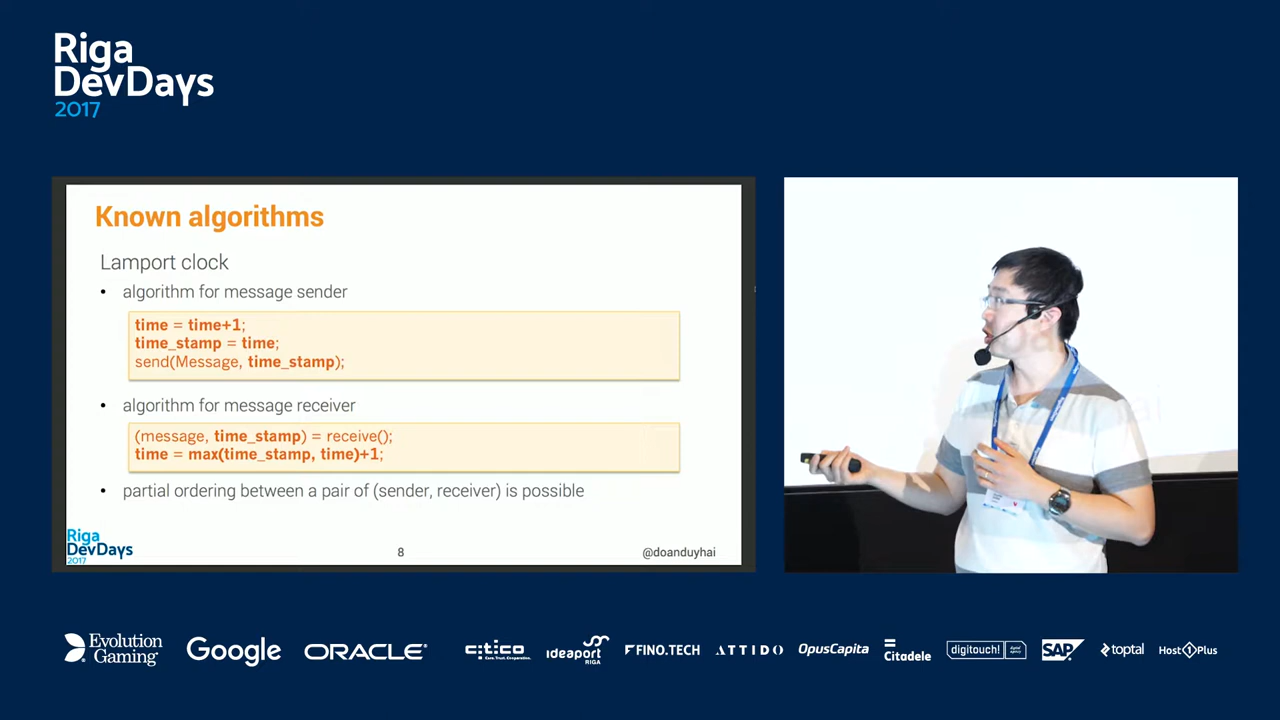 Riga
DevDays
2017
Known algorithms
Lamport clock
• algorithm for message sender
time = time+1;
time_stamp = time;
send(Message, time_stamp);
• algorithm for message receiver
(message, time_stamp) = receive();
time = max(time_stamp, time)+1;
• partial ordering between a pair of (sender, receiver) is possible
Riga
DevDays
2017
8
@doanduyhai
Evolution
Gaming
Google
ORACLE
citico
ideaport
RIGA
FINO.TECH
ATTIDO
OpusCapita
Citadele
digitouch!
SAP
toptal
Host1Plus